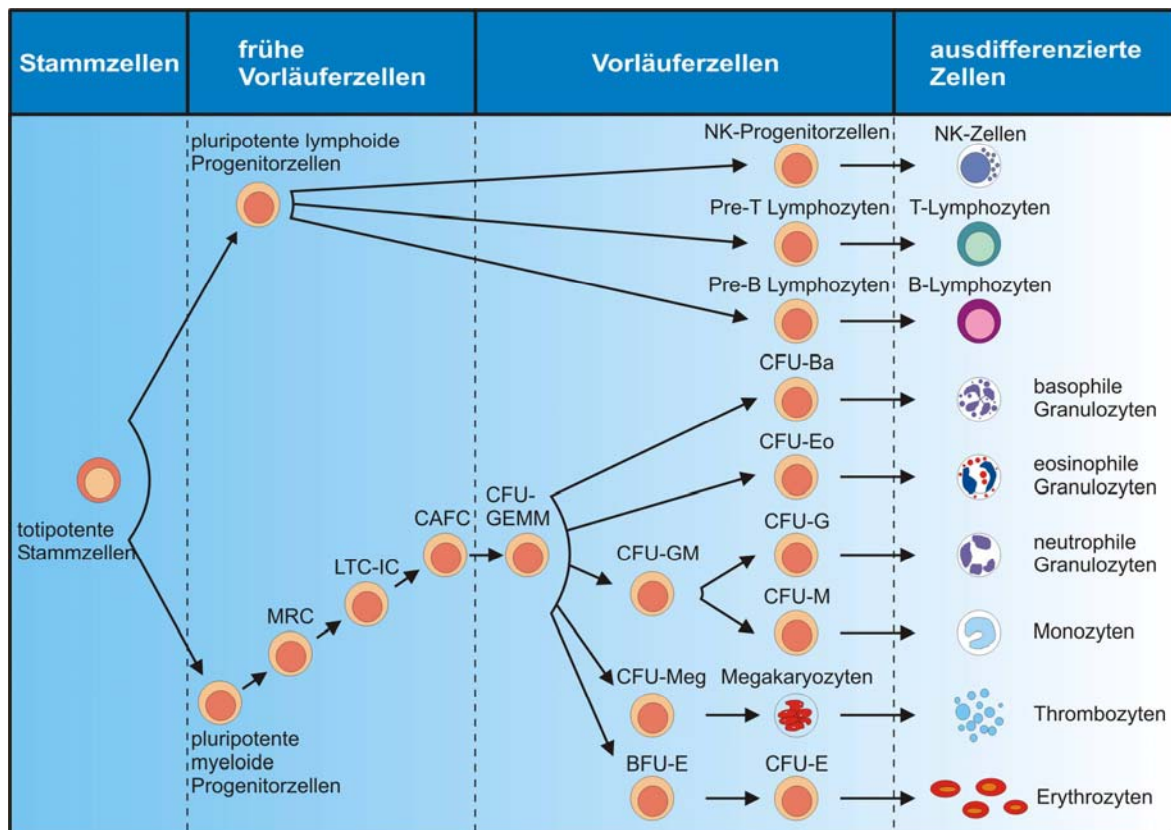 Stammzellen
frühe
Vorläuferzellen
Vorläuferzellen
ausdifferenzierte
Zellen
pluripotente lymphoide
Progenitorzellen
NK-Progenitorzellen
NK-Zellen
Pre-T Lymphozyten
T-Lymphozyten
Pre-B Lymphozyten
B-Lymphozyten
CFU-Ba
basophile
Granulozyten
CFU-Eo
eosinophile
Granulozyten
totipotente
Stammzellen
CFU-
GEMM
CAFC
LTC-IC
MRC
pluripotente
myeloide
Progenitorzellen
CFU-GM
CFU-G
neutrophile
Granulozyten
CFU-M
Monozyten
CFU-Meg
Megakaryozyten
Thrombozyten
BFU-E
CFU-E
Erythrozyten